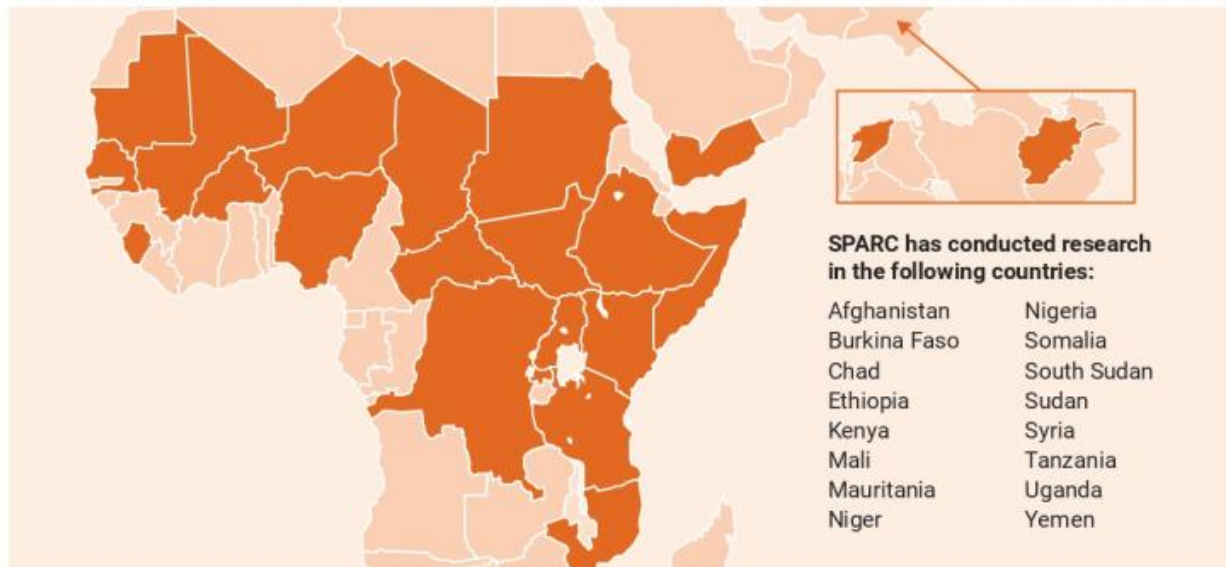 SPARC has conducted research
in the following countries:
Afghanistan
Burkina Faso
Chad
Ethiopia
Kenya
Mali
Mauritania
Niger
Nigeria
Somalia
South Sudan
Sudan
Syria
Tanzania
Uganda
Yemen